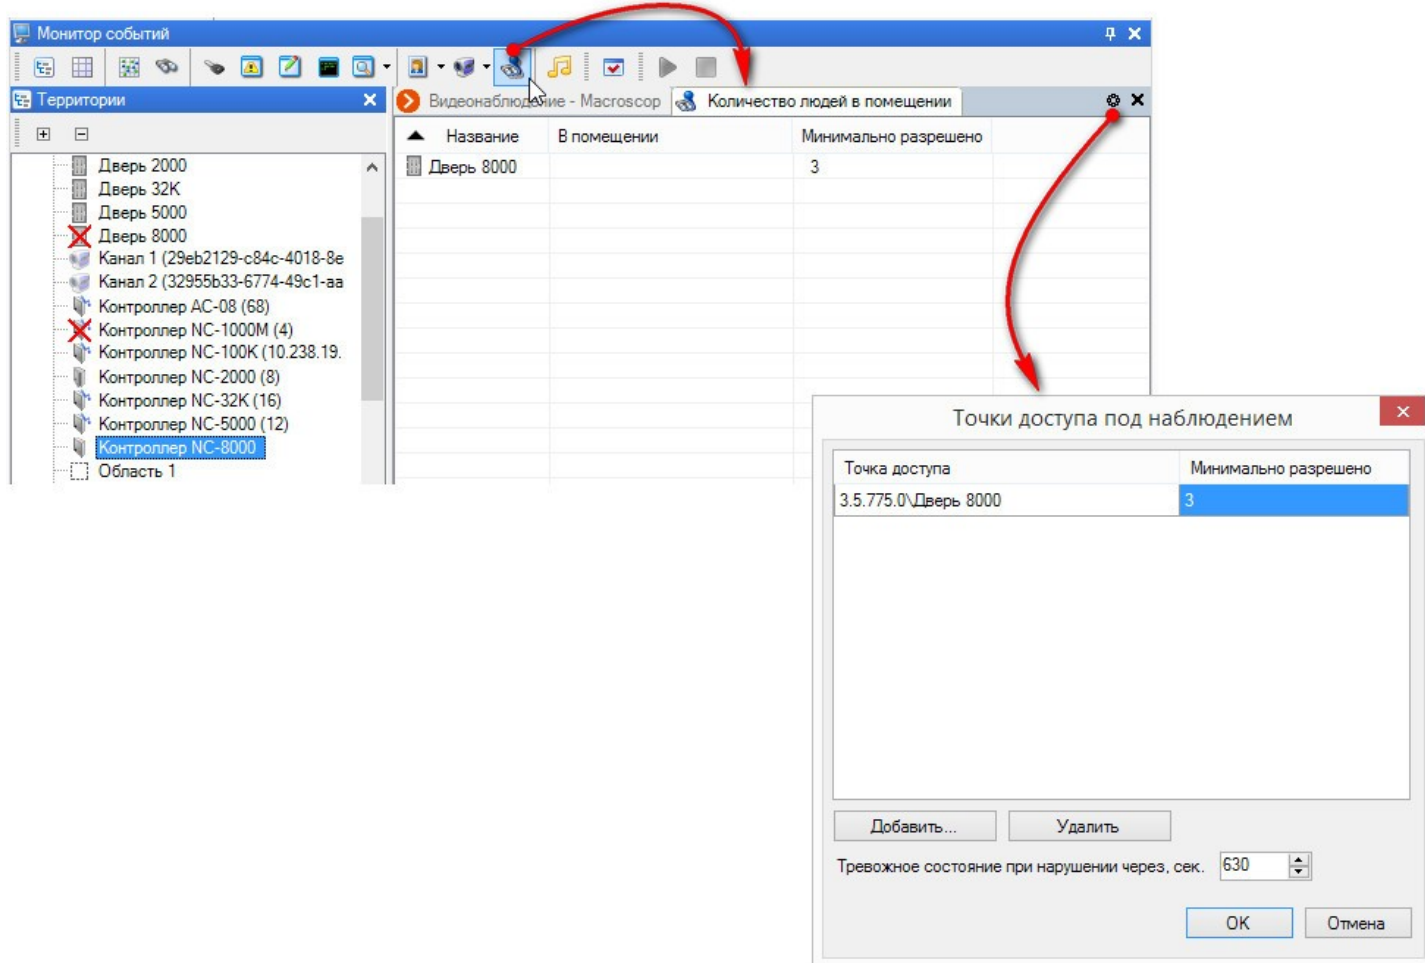 Монитор событий
Территории
Видеонаблюдение - Macroscop
Количество людей в помещении
Название
В помещении
Минимально разрешено
Дверь 8000
3
Дверь 2000
Дверь 32K
Дверь 5000
Дверь 8000
Канал 1 (29eb2129-c84c-4018-8e
Канал 2 (32955b33-6774-49c1-aa
Контроллер AC-08 (68)
Контроллер NC-1000M (4)
Контроллер NC-100K (10.238.19.
Контроллер NC-2000 (8)
Контроллер NC-32K (16)
Контроллер NC-5000 (12)
Контроллер NC-8000
Область 1
Точки доступа под наблюдением
Точка доступа
Минимально разрешено
3.5.775.0\Дверь 8000
3
Добавить...
Удалить
Тревожное состояние при нарушении через, сек.
630
OK
Отмена